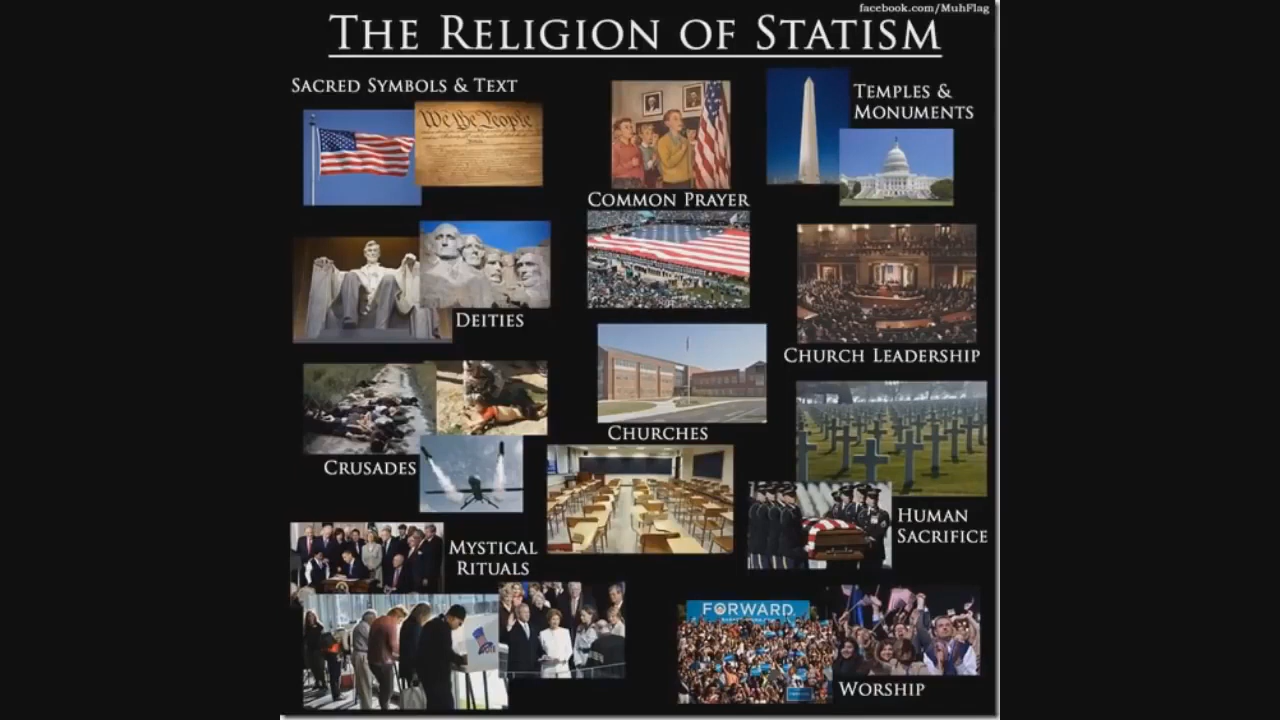 facebook.com/MuhFlag
THE RELIGION OF STATISM
SACRED SYMBOLS & TEXT
We the People
COMMON PRAYER
TEMPLES &
MONUMENTS
DEITIES
CHURCH LEADERSHIP
CHURCHES
CRUSADES
HUMAN
SACRIFICE
MYSTICAL
RITUALS
FORWARD.
WORSHIP